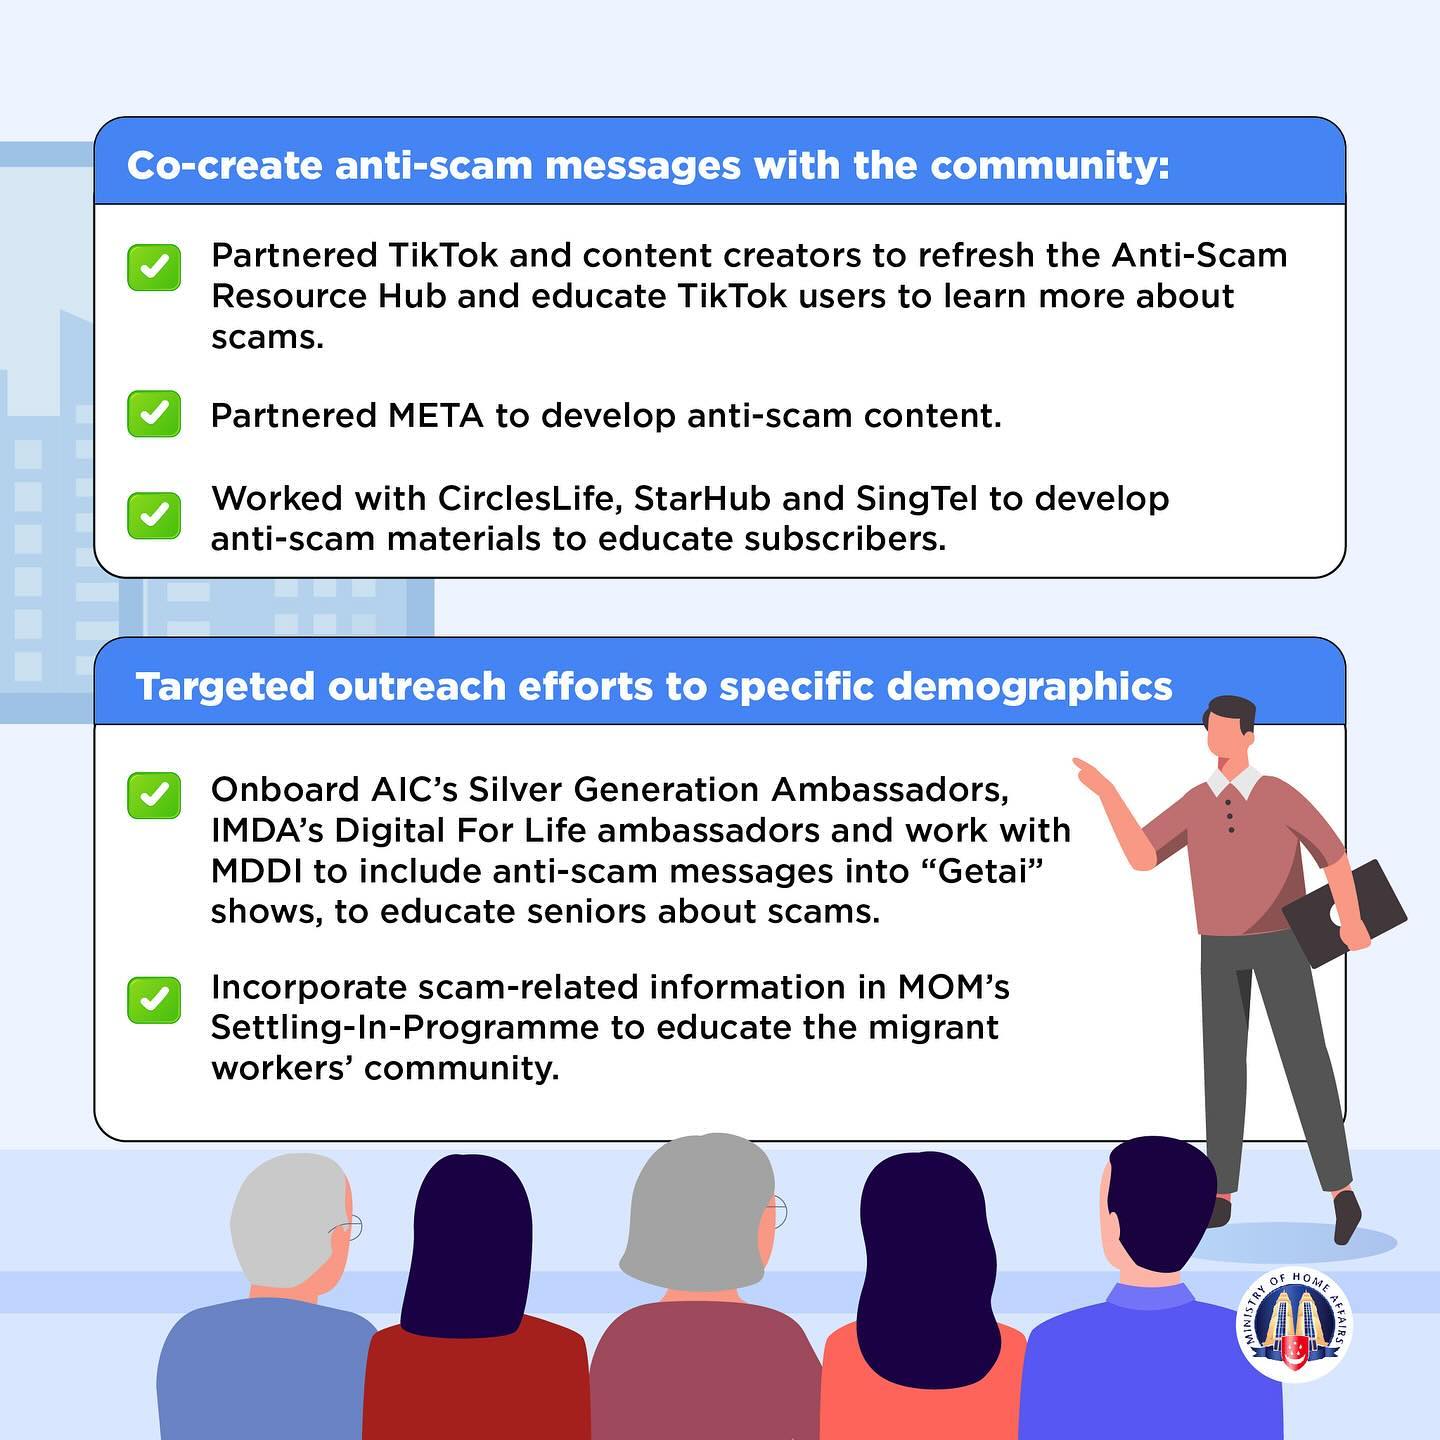 Co-create anti-scam messages with the community:
Partnered TikTok and content creators to refresh the Anti-Scam
Resource Hub and educate TikTok users to learn more about
scams.
Partnered META to develop anti-scam content.
Worked with CirclesLife, StarHub and SingTel to develop
anti-scam materials to educate subscribers.
Targeted outreach efforts to specific demographics
Onboard AIC’s Silver Generation Ambassadors,
IMDA’s Digital For Life ambassadors and work with
MDDI to include anti-scam messages into “Getai”
shows, to educate seniors about scams.
Incorporate scam-related information in MOM’s
Settling-In-Programme to educate the migrant
workers’ community.
MINISTRY OF HOME AFFAIRS